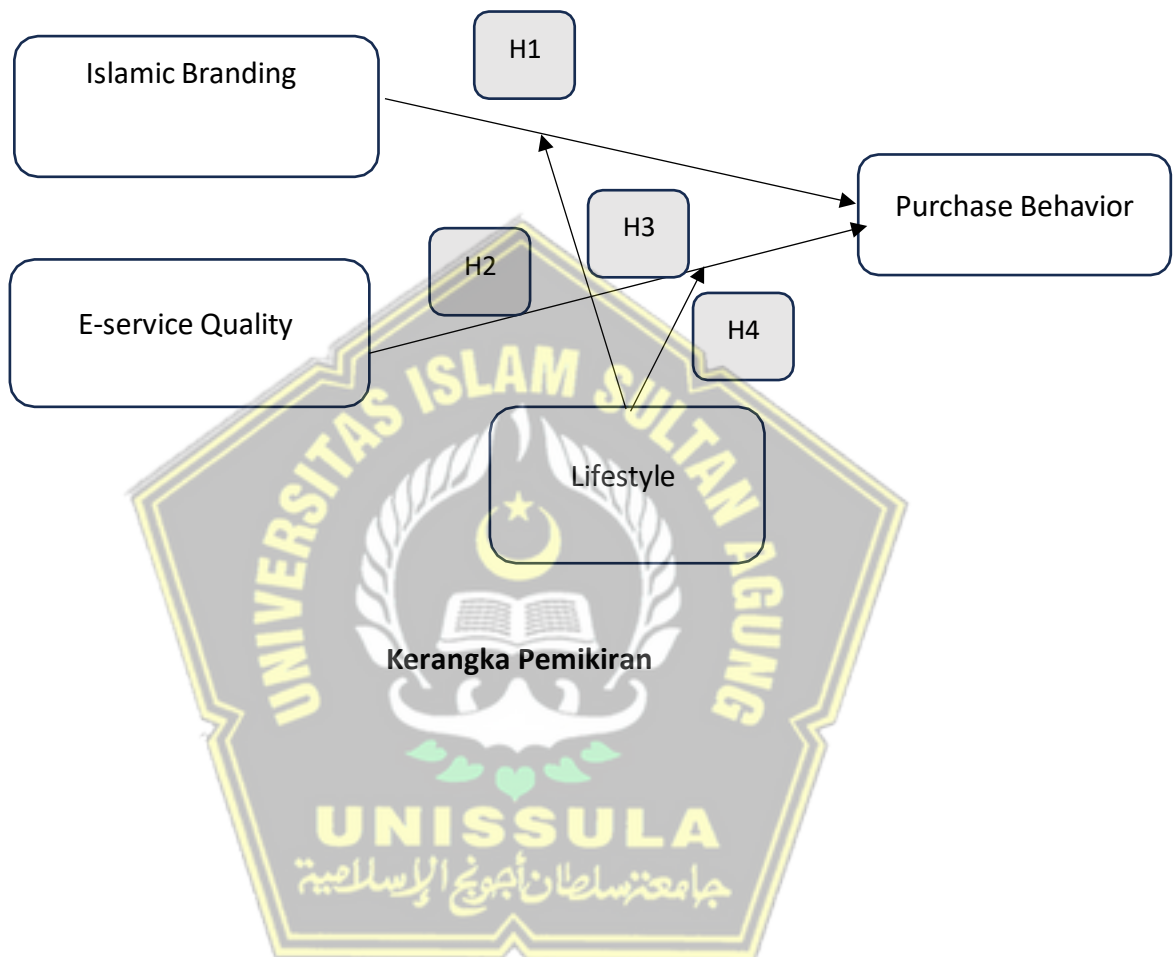 H1
Islamic Branding
Purchase Behavior
H3
H2
E-service Quality
H4
UNIVERSITAS ISLAM SULTAN AGUNG
Lifestyle
Kerangka Pemikiran
UNISSULA
جامعة سلطان أجونج الإسلامية